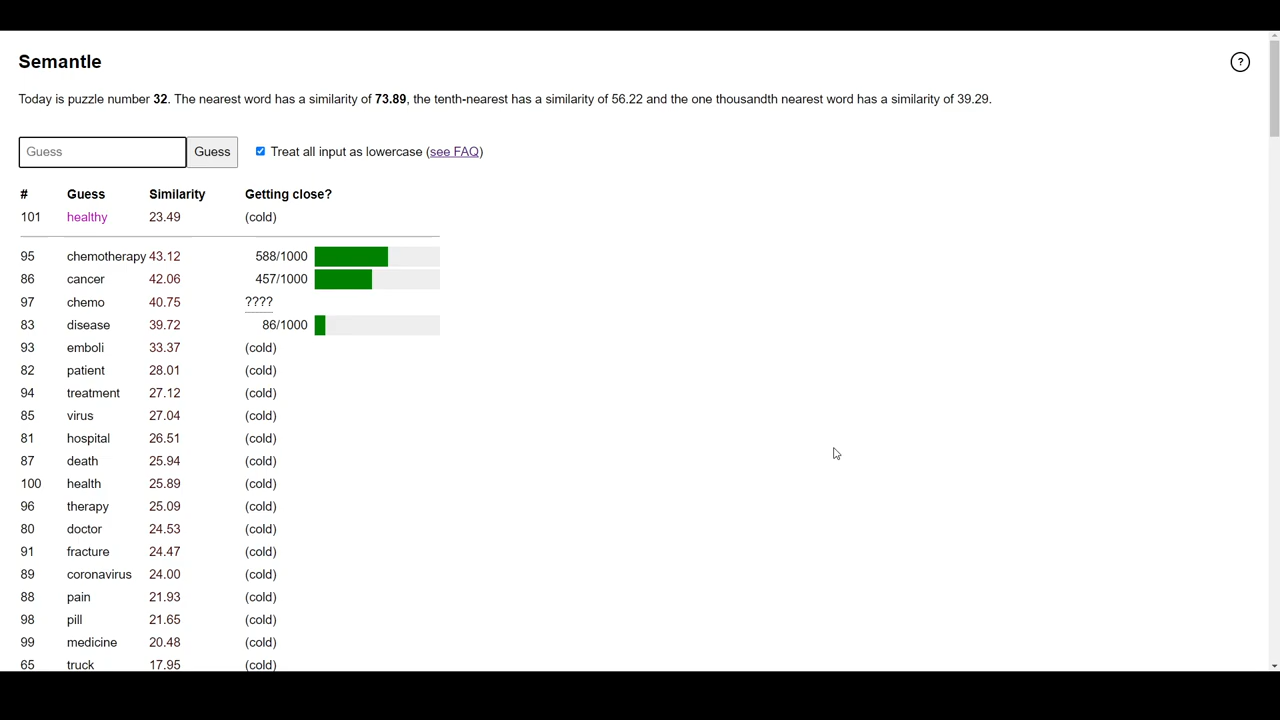 Semantle
?
Today is puzzle number 32. The nearest word has a similarity of 73.89, the tenth-nearest has a similarity of 56.22 and the one thousandth nearest word has a similarity of 39.29.
Guess Guess Treat all input as lowercase (see FAQ)
# Guess Similarity Getting close?
101 healthy 23.49 (cold)
95 chemotherapy 43.12 588/1000
86 cancer 42.06 457/1000
97 chemo 40.75 ????
83 disease 39.72 86/1000
93 emboli 33.37 (cold)
82 patient 28.01 (cold)
94 treatment 27.12 (cold)
85 virus 27.04 (cold)
81 hospital 26.51 (cold)
87 death 25.94 (cold)
100 health 25.89 (cold)
96 therapy 25.09 (cold)
80 doctor 24.53 (cold)
91 fracture 24.47 (cold)
89 coronavirus 24.00 (cold)
88 pain 21.93 (cold)
98 pill 21.65 (cold)
99 medicine 20.48 (cold)
65 truck 17.95 (cold)